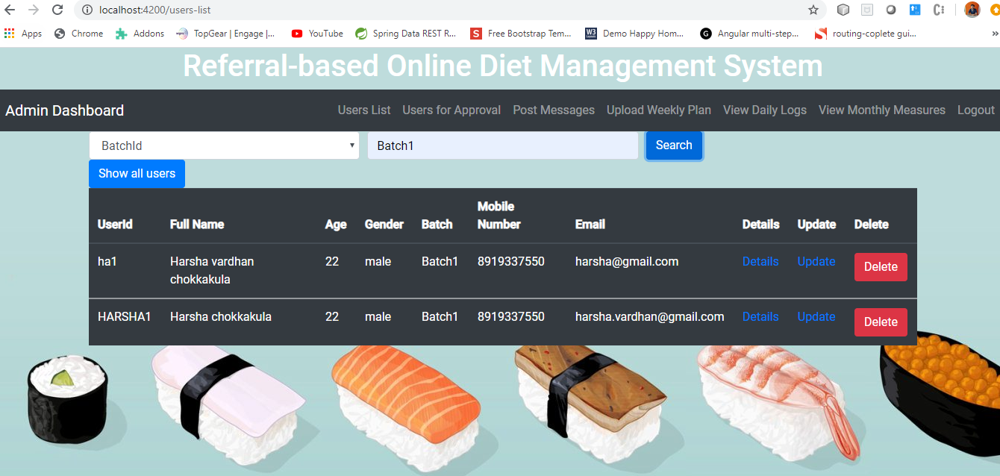 localhost:4200/users-list
Apps Chrome Addons TopGear | Engage |... YouTube Spring Data REST R... S Free Bootstrap Tem... W3 Demo Happy Hom... G Angular multi-step... routing-coplete gui... »
Referral-based Online Diet Management System
Admin Dashboard Users List Users for Approval Post Messages Upload Weekly Plan View Daily Logs View Monthly Measures Logout
BatchId Batch1 Search
Show all users
UserId Full Name Age Gender Batch Mobile Number Email Details Update Delete
ha1 Harsha vardhan chokkakula 22 male Batch1 8919337550 harsha@gmail.com Details Update Delete
HARSHA1 Harsha chokkakula 22 male Batch1 8919337550 harsha.vardhan@gmail.com Details Update Delete